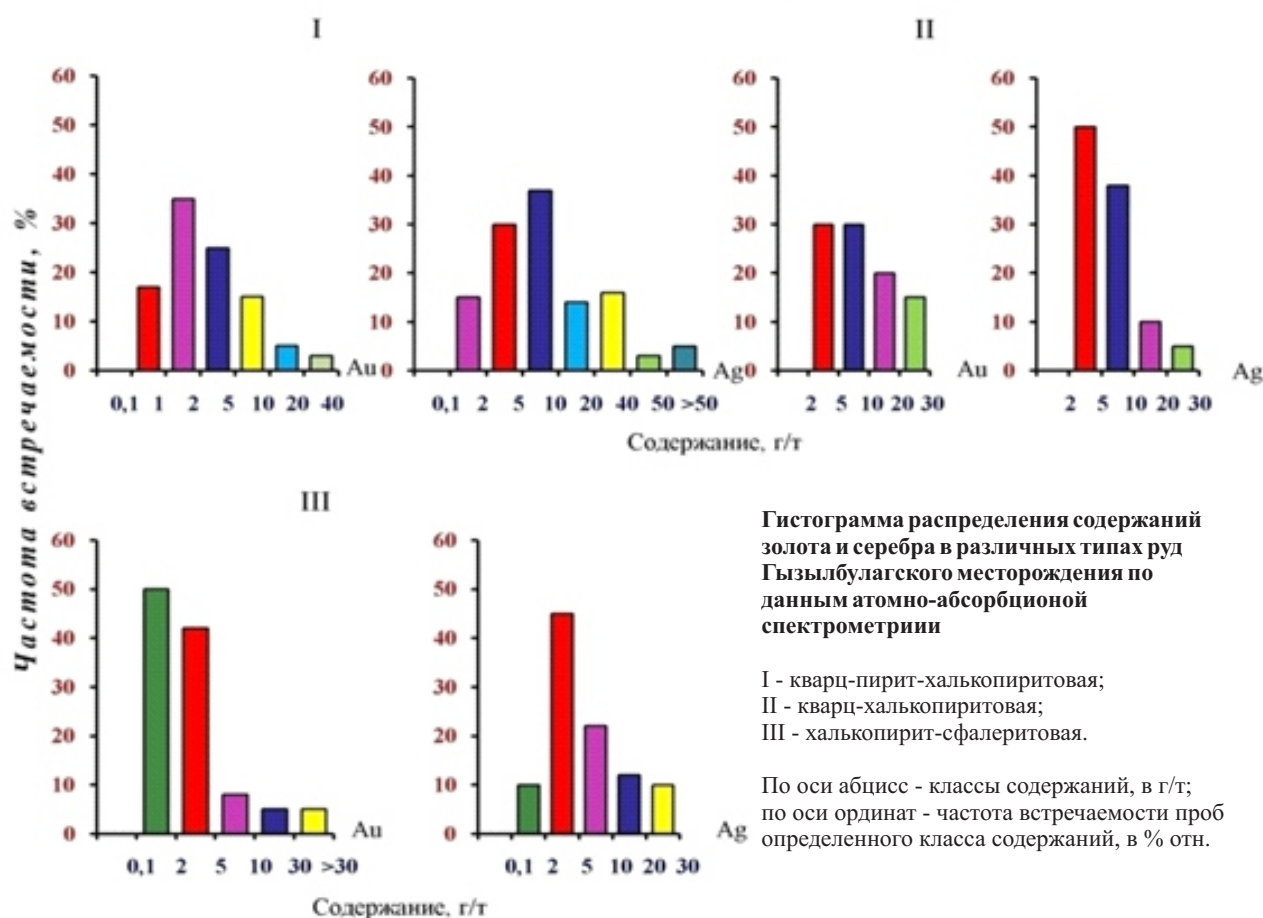 I
II
60
50
40
30
20
10
0
0,1 1 2 5 10 20 40
Au
60
50
40
30
20
10
0
0,1 2 5 10 20 40 50 >50
Ag
60
50
40
30
20
10
0
2 5 10 20 30
Au
60
50
40
30
20
10
0
2 5 10 20 30
Ag
Содержание, г/т
Частота встречаемости, %
III
60
50
40
30
20
10
0
0,1 2 5 10 30 >30
Au
60
50
40
30
20
10
0
0,1 2 5 10 20 30
Ag
Содержание, г/т
Гистограмма распределения содержаний
золота и серебра в различных типах руд
Гызылбулагского месторождения по
данным атомно-абсорбционой
спектрометриии
I - кварц-пирит-халькопиритовая;
II - кварц-халькопиритовая;
III - халькопирит-сфалеритовая.
По оси абцисс - классы содержаний, в г/т;
по оси ординат - частота встречаемости проб
определенного класса содержаний, в % отн.